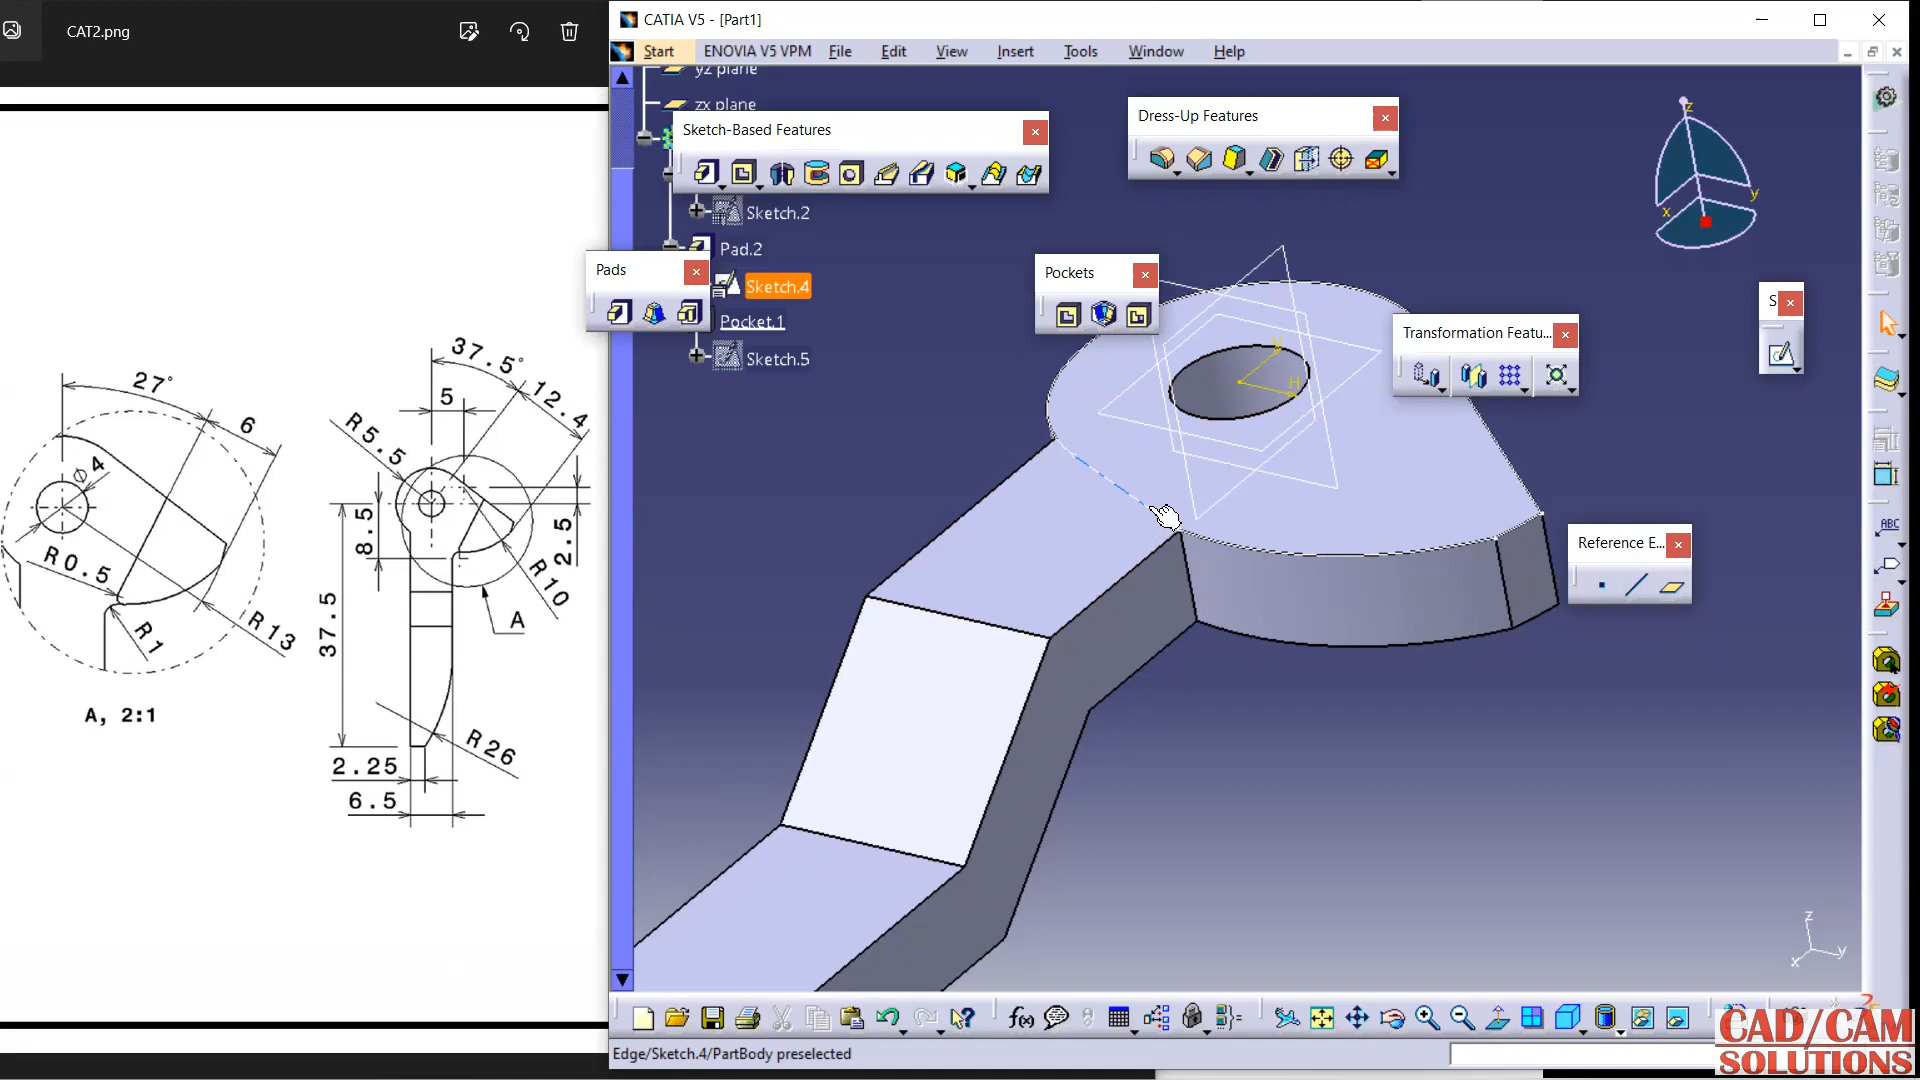 CAT2.png
CATIA V5 - [Part1]
Start ENOVIA V5 VPM File Edit View Insert Tools Window Help
yz plane
zx plane
Sketch-Based Features
Dress-Up Features
Sketch.2
Pad.2
Pads
Sketch.4
Pocket.1
Sketch.5
Pockets
Transformation Featu...
S
Reference E...
z
y
x
V
H
ABC
27°
6
Φ4
R0.5
R1
R13
A, 2:1
37.5°
5
12.4
R5.5
8.5
2.5
R10
A
37.5
R26
2.25
6.5
z
y
x
f(x)
Edge/Sketch.4/PartBody preselected
CAD/CAM
SOLUTIONS